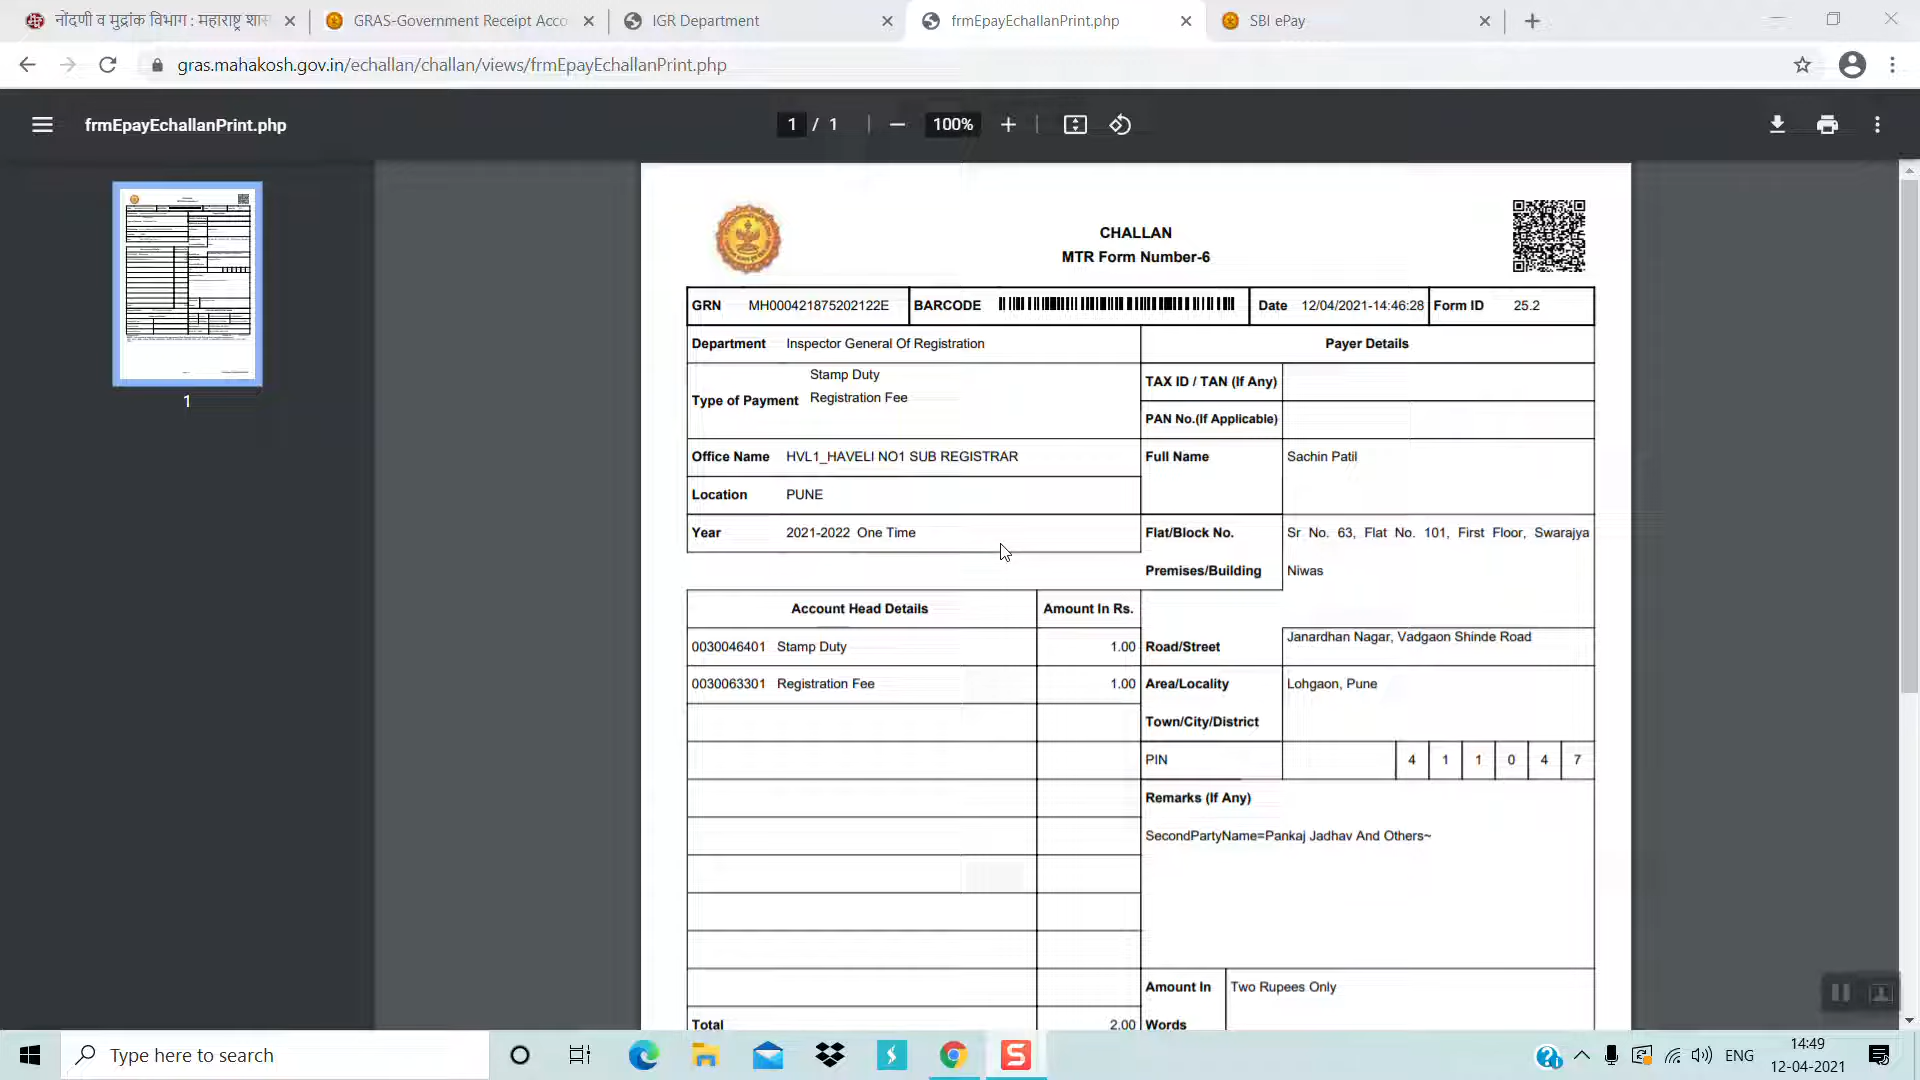 नोंदणी व मुद्रांक विभाग : महाराष्ट्र शास
GRAS-Government Receipt Acco
IGR Department
frmEpayEchallanPrint.php
SBI ePay
gras.mahakosh.gov.in/echallan/challan/views/frmEpayEchallanPrint.php
frmEpayEchallanPrint.php
1 / 1
100%
1
CHALLAN
MTR Form Number-6
GRN MH000421875202122E BARCODE Date 12/04/2021-14:46:28 Form ID 25.2
Department Inspector General Of Registration
Payer Details
Type of Payment
Stamp Duty
Registration Fee
TAX ID / TAN (If Any)
PAN No.(If Applicable)
Office Name HVL1_HAVELI NO1 SUB REGISTRAR
Full Name Sachin Patil
Location PUNE
Year 2021-2022 One Time
Flat/Block No. Sr No. 63, Flat No. 101, First Floor, Swarajya
Premises/Building Niwas
Account Head Details Amount In Rs.
0030046401 Stamp Duty 1.00
Road/Street Janardhan Nagar, Vadgaon Shinde Road
0030063301 Registration Fee 1.00
Area/Locality Lohgaon, Pune
Town/City/District
PIN 4 1 1 0 4 7
Remarks (If Any)
SecondPartyName=Pankaj Jadhav And Others~
Amount In Two Rupees Only
Total 2.00 Words
Type here to search
ENG
14:49
12-04-2021